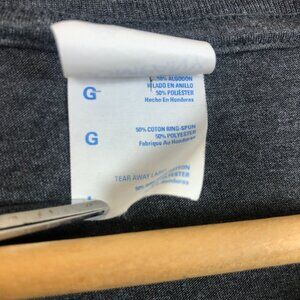 50% ALGODON
HILADO EN ANILLO
50% POLIESTER
Hecho En Honduras
G
50% COTON RING-SPUN
50% POLYESTER
Fabrique Au Honduras
G
TEAR AWAY LABEL